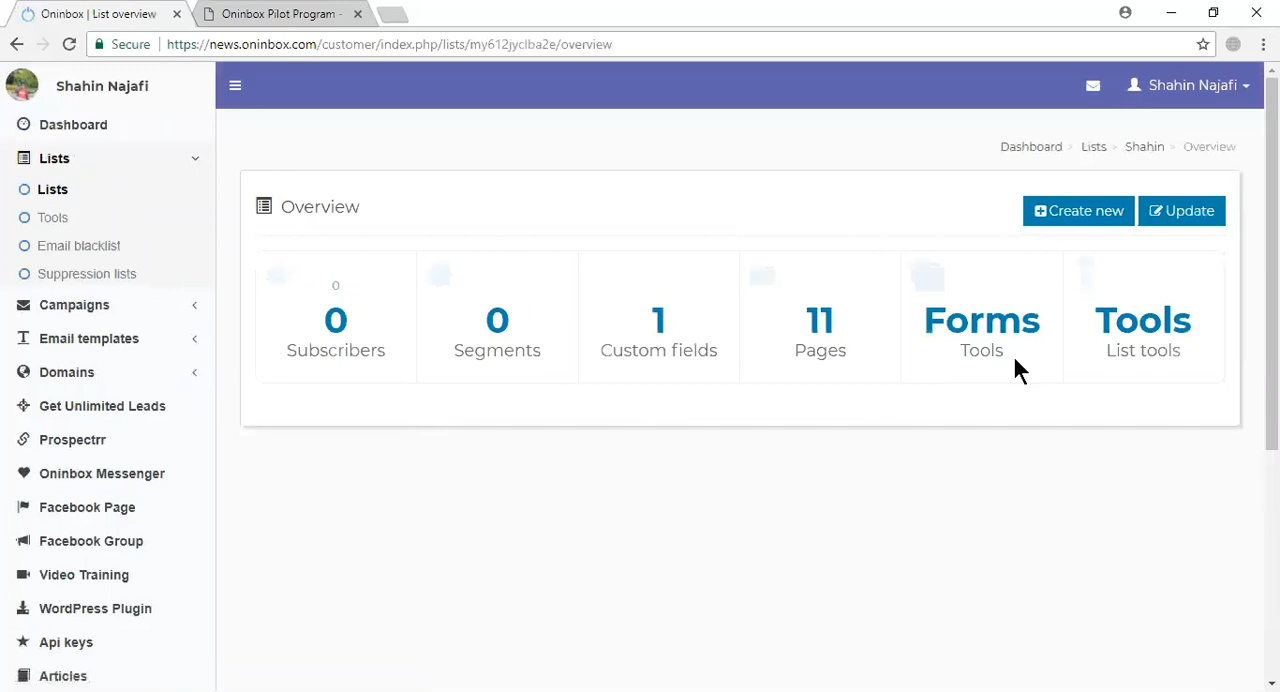 Oninbox | List overview
Oninbox Pilot Program -
Secure
https://news.oninbox.com/customer/index.php/lists/my612jyclba2e/overview
Shahin Najafi
Shahin Najafi
Dashboard
Lists
Lists
Tools
Email blacklist
Suppression lists
Campaigns
Email templates
Domains
Get Unlimited Leads
Prospectrr
Oninbox Messenger
Facebook Page
Facebook Group
Video Training
WordPress Plugin
Api keys
Articles
Dashboard > Lists > Shahin > Overview
Overview
Create new
Update
0
0
Subscribers
0
Segments
1
Custom fields
11
Pages
Forms
Tools
Tools
List tools